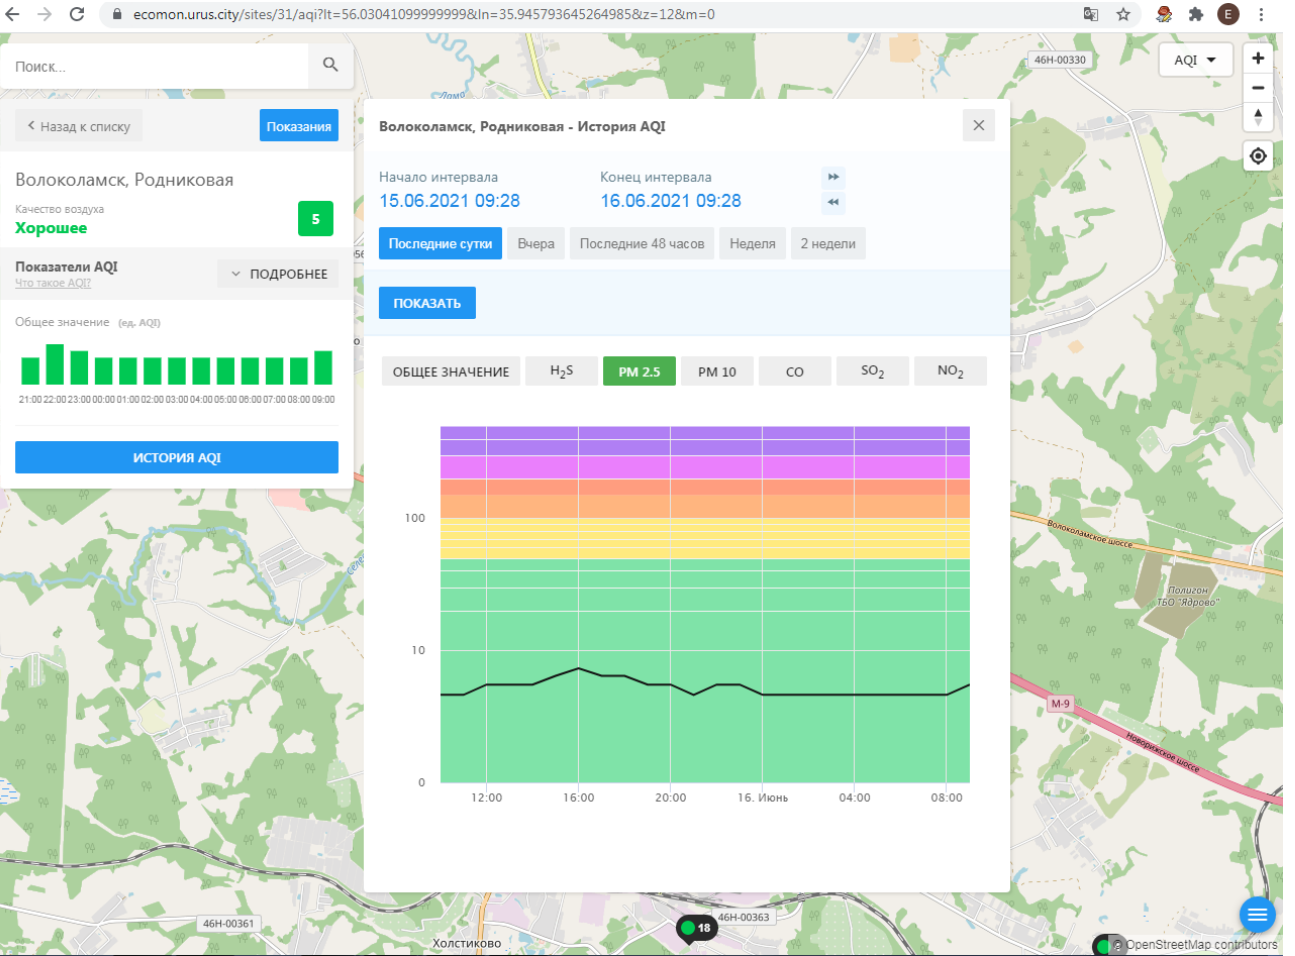 ecomon.urus.city/sites/31/aqi?lt=56.03041099999999&ln=35.945793645264985&z=12&m=0
E
Поиск...
Назад к списку
Показания
Волоколамск, Родниковая
Качество воздуха
Хорошее
5
Показатели AQI
Что такое AQI?
ПОДРОБНЕЕ
Общее значение (ед. AQI)
21:00 22:00 23:00 00:00 01:00 02:00 03:00 04:00 05:00 06:00 07:00 08:00 09:00
ИСТОРИЯ AQI
Волоколамск, Родниковая - История AQI
Начало интервала
Конец интервала
15.06.2021 09:28
16.06.2021 09:28
Последние сутки
Вчера
Последние 48 часов
Неделя
2 недели
ПОКАЗАТЬ
ОБЩЕЕ ЗНАЧЕНИЕ
H2S
PM 2.5
PM 10
CO
SO2
NO2
100
10
0
12:00
16:00
20:00
16. Июнь
04:00
08:00
Лама
46Н-00330
AQI
Волоколамское шоссе
Полигон
ТБО "Ядрово"
М-9
Новорижское шоссе
46Н-00361
Холстиково
18
46Н-00363
© OpenStreetMap contributors